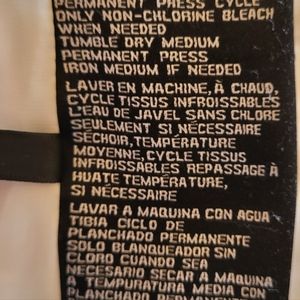 PERMANENT PRESS CYCLE
ONLY NON-CHLORINE BLEACH
WHEN NEEDED
TUMBLE DRY MEDIUM
PERMANENT PRESS
IRON MEDIUM IF NEEDED
LAVER EN MACHINE, À CHAUD,
CYCLE TISSUS INFROISSABLES
L'EAU DE JAVEL SANS CHLORE
SEULEMENT SI NÉCESSAIRE
SÉCHOIR, TEMPÉRATURE
MOYENNE, CYCLE TISSUS
INFROISSABLES REPASSAGE À
HUATE TEMPÉRATURE,
SI NÉCESSAIRE
LAVAR A MAQUINA CON AGUA
TIBIA CICLO DE
PLANCHADO PERMANENTE
SOLO BLANQUEADOR SIN
CLORO CUANDO SEA
NECESARIO SECAR A MAQUINA
A TEMPURATURA MEDIA CON
PLANCHADO PERMANENTE